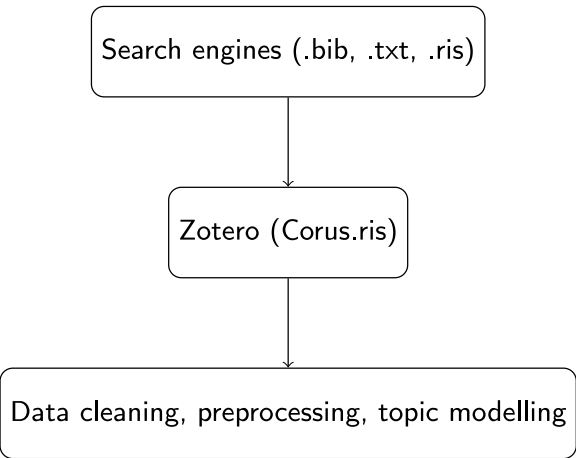 Search engines (.bib, .txt, .ris)
Zotero (Corus.ris)
Data cleaning, preprocessing, topic modelling